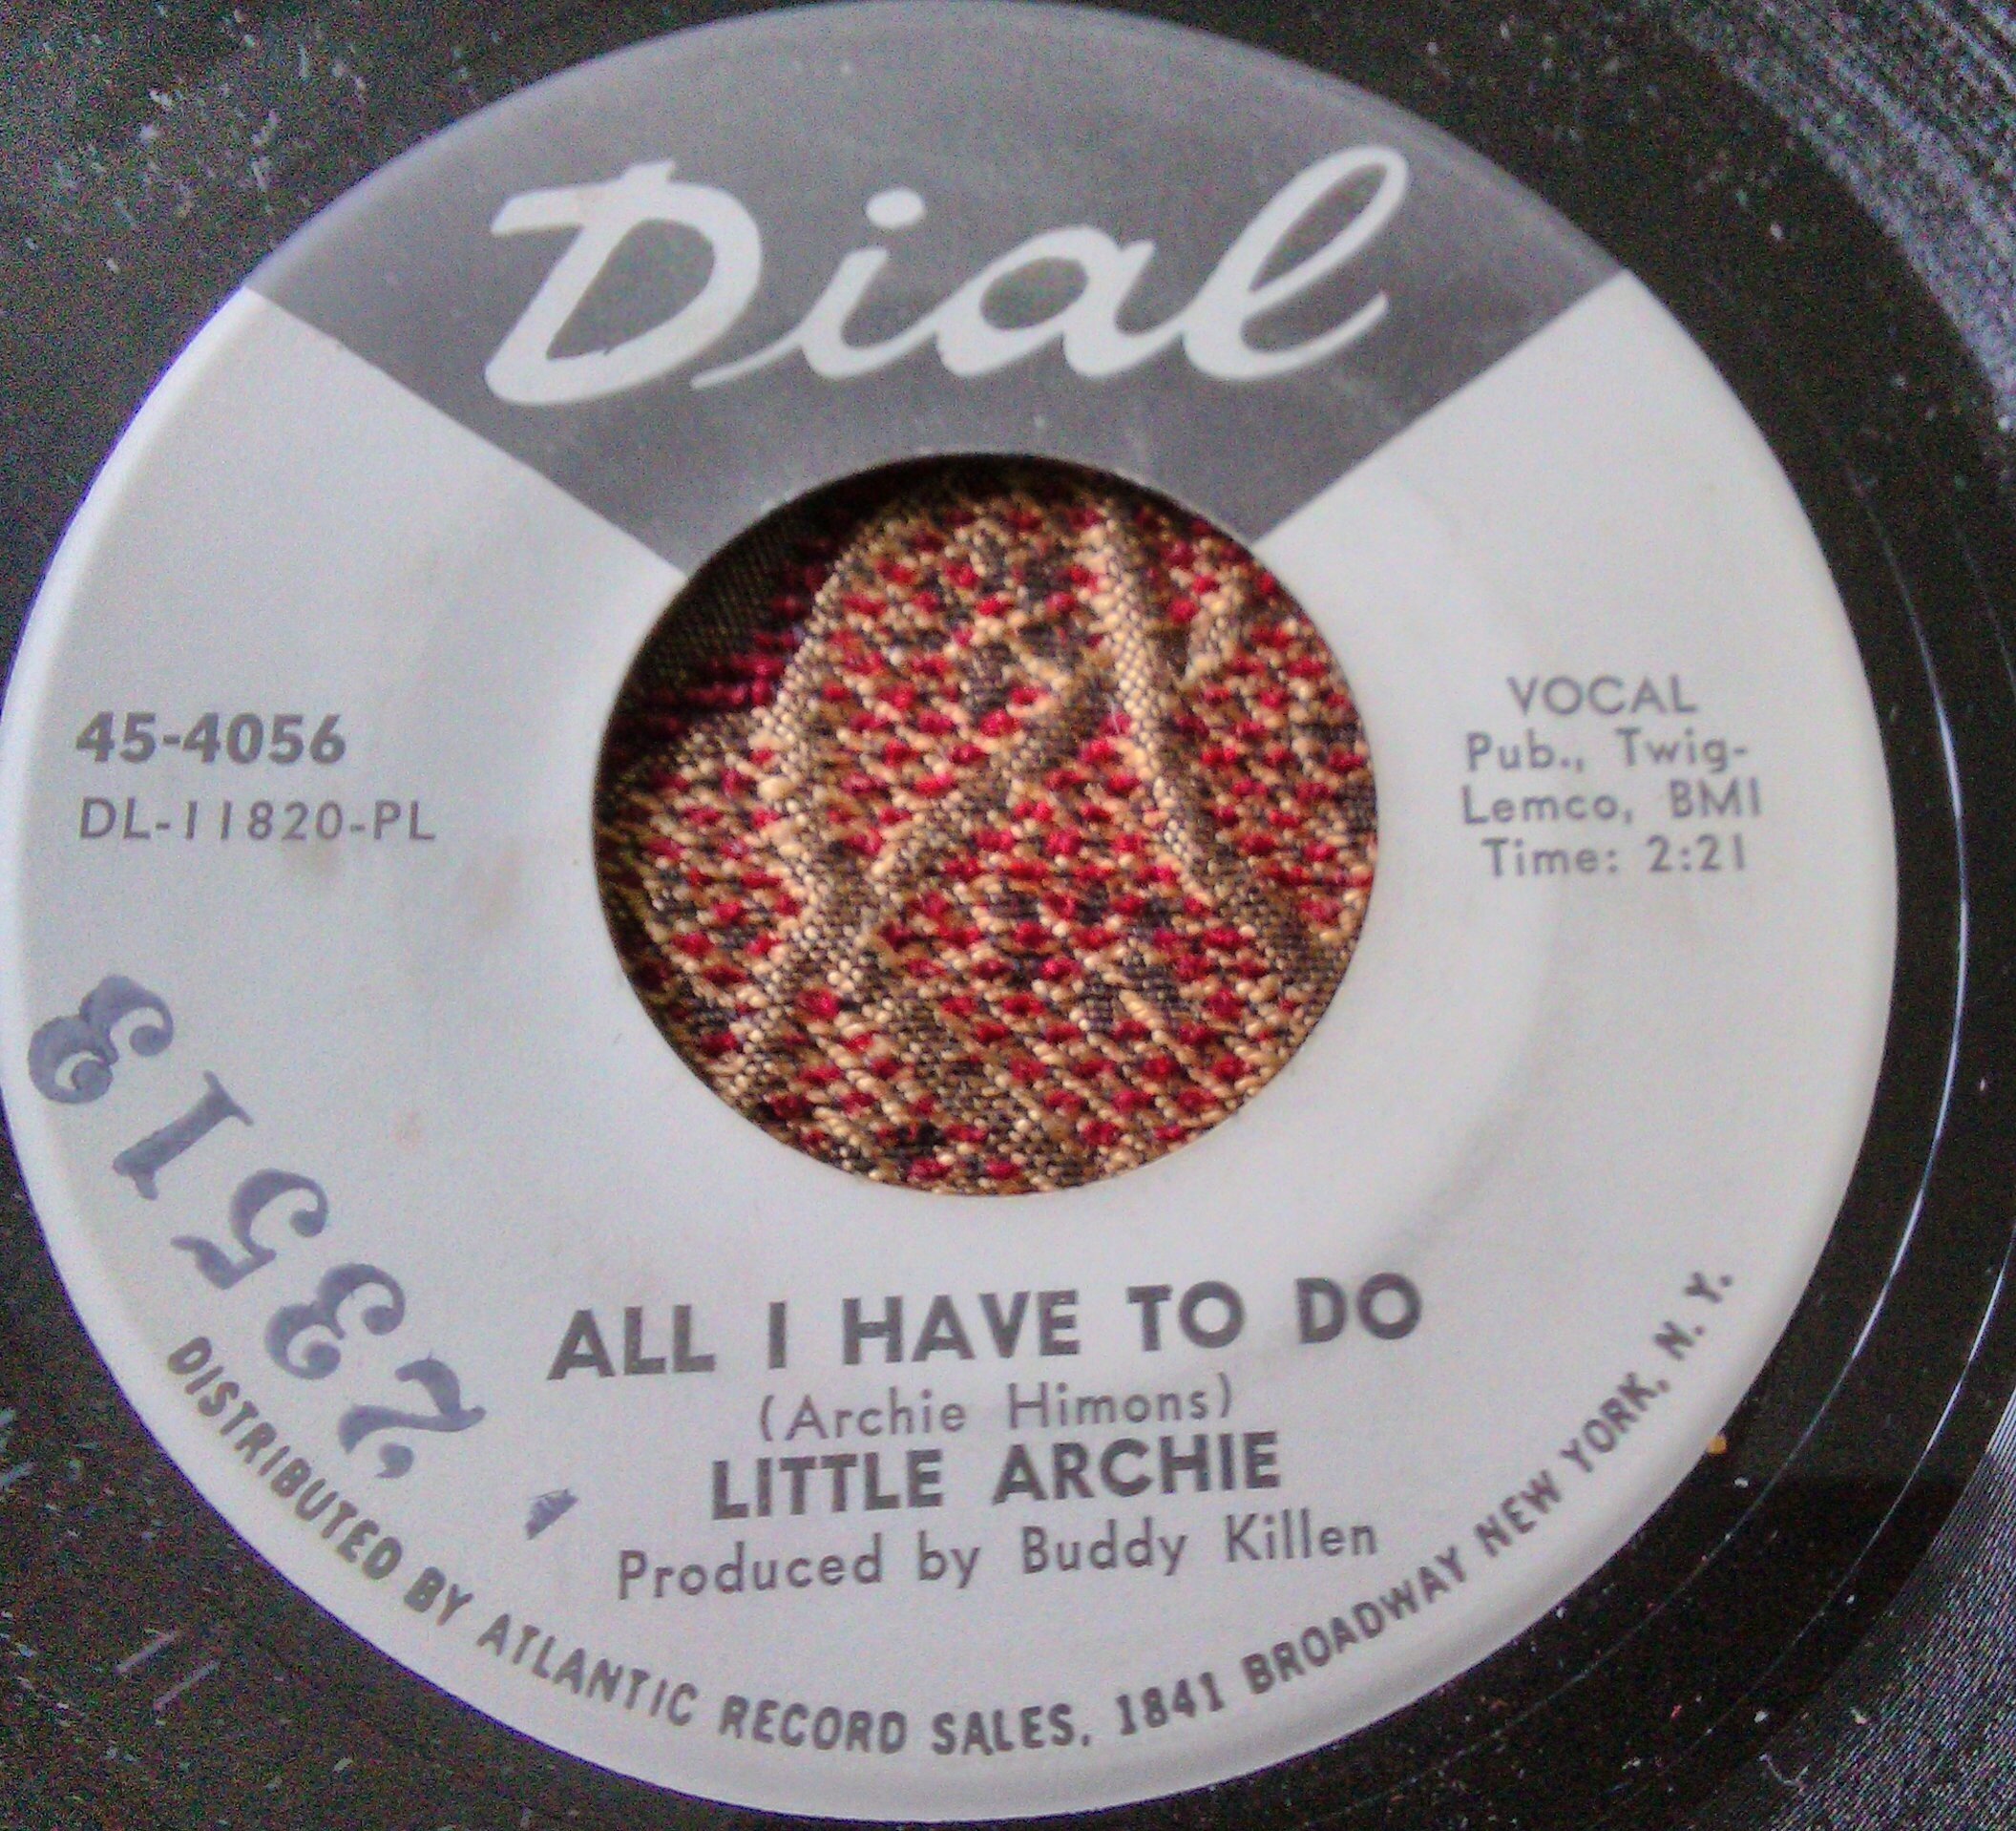 Dial
45-4056
DL-11820-PL
VOCAL
Pub., Twig-
Lemco, BMI
Time: 2:21
23513
ALL I HAVE TO DO
(Archie Himons)
LITTLE ARCHIE
Produced by Buddy Killen
DISTRIBUTED BY ATLANTIC RECORD SALES, 1841 BROADWAY NEW YORK, N. Y.